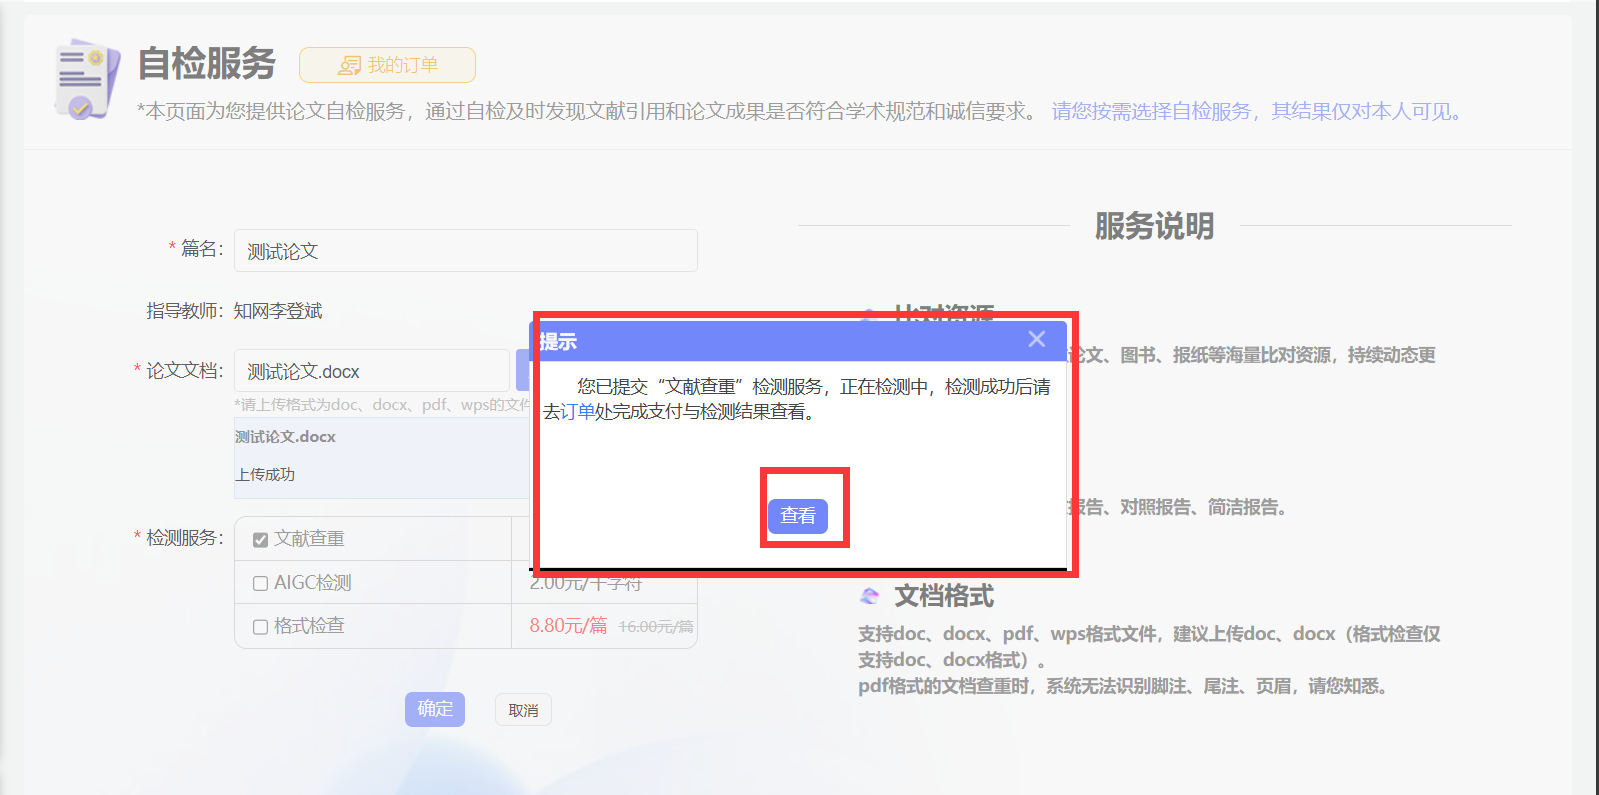 自检服务
我的订单
*本页面为您提供论文自检服务，通过自检及时发现文献引用和论文成果是否符合学术规范和诚信要求。 请您按需选择自检服务，其结果仅对本人可见。
* 篇名：
测试论文
指导教师： 知网李登斌
* 论文文档：
测试论文.docx
*请上传格式为doc、docx、pdf、wps的文件
测试论文.docx
上传成功
* 检测服务：
文献查重
AIGC检测
2.00元/千字符
格式检查
8.80元/篇 16.00元/篇
确定
取消
提示
您已提交“文献查重”检测服务，正在检测中，检测成功后请
去订单处完成支付与检测结果查看。
查看
服务说明
比对资源
论文、图书、报纸等海量比对资源，持续动态更
报告、对照报告、简洁报告。
文档格式
支持doc、docx、pdf、wps格式文件，建议上传doc、docx（格式检查仅
支持doc、docx格式）。
pdf格式的文档查重时，系统无法识别脚注、尾注、页眉，请您知悉。